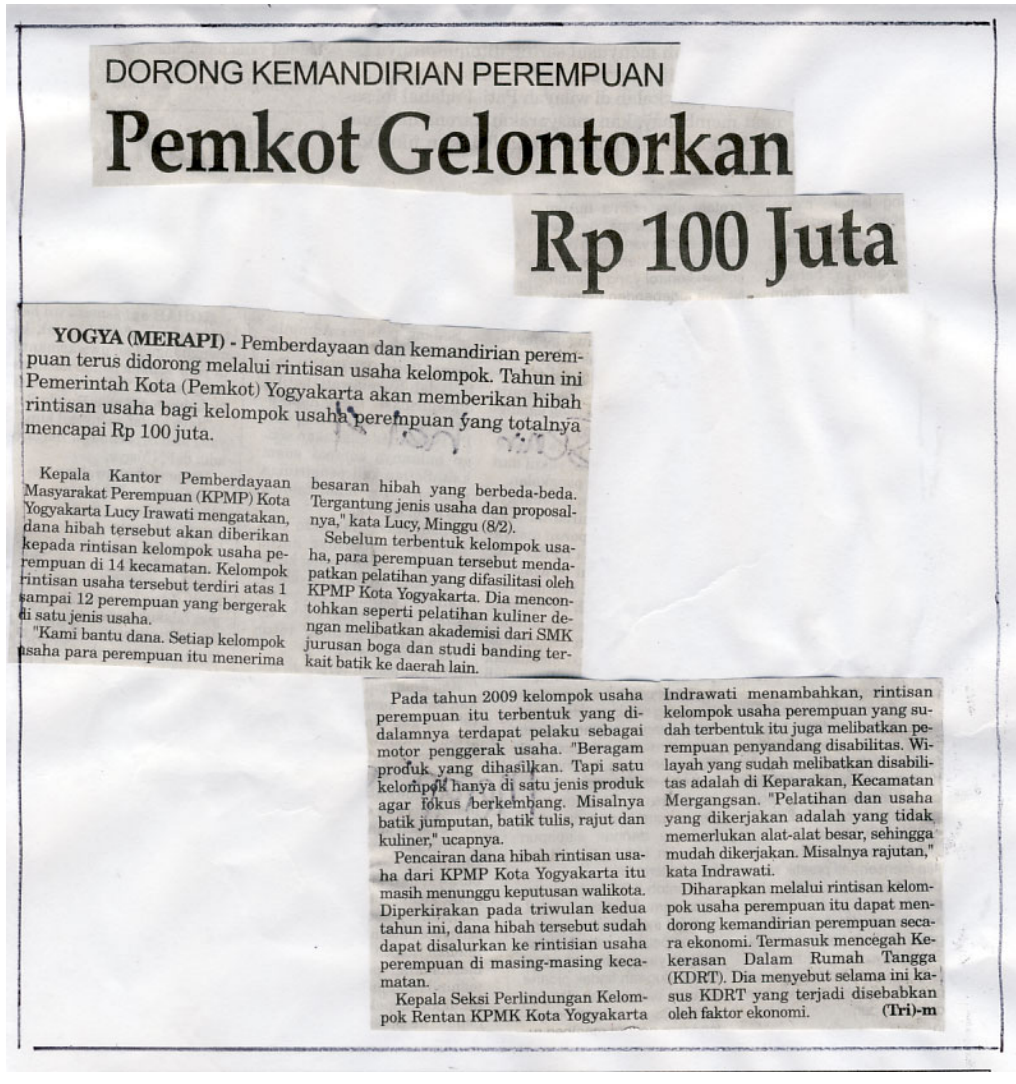 DORONG KEMANDIRIAN PEREMPUAN
Pemkot Gelontorkan
Rp 100 Juta
YOGYA (MERAPI) - Pemberdayaan dan kemandirian perem-
puan terus didorong melalui rintisan usaha kelompok. Tahun ini
Pemerintah Kota (Pemkot) Yogyakarta akan memberikan hibah
rintisan usaha bagi kelompok usaha perempuan yang totalnya
mencapai Rp 100 juta.
Kepala Kantor Pemberdayaan
Masyarakat Perempuan (KPMP) Kota
Yogyakarta Lucy Irawati mengatakan,
dana hibah tersebut akan diberikan
kepada rintisan kelompok usaha pe-
rempuan di 14 kecamatan. Kelompok
rintisan usaha tersebut terdiri atas 1
sampai 12 perempuan yang bergerak
di satu jenis usaha.
"Kami bantu dana. Setiap kelompok
usaha para perempuan itu menerima
besaran hibah yang berbeda-beda.
Tergantung jenis usaha dan proposal-
nya," kata Lucy, Minggu (8/2).
Sebelum terbentuk kelompok usa-
ha, para perempuan tersebut menda-
patkan pelatihan yang difasilitasi oleh
KPMP Kota Yogyakarta. Dia mencon-
tohkan seperti pelatihan kuliner de-
ngan melibatkan akademisi dari SMK
jurusan boga dan studi banding ter-
kait batik ke daerah lain.
Pada tahun 2009 kelompok usaha
perempuan itu terbentuk yang di-
dalamnya terdapat pelaku sebagai
motor penggerak usaha. "Beragam
produk yang dihasilkan. Tapi satu
kelompok hanya di satu jenis produk
agar fokus berkembang. Misalnya
batik jumputan, batik tulis, rajut dan
kuliner," ucapnya.
Pencairan dana hibah rintisan usa-
ha dari KPMP Kota Yogyakarta itu
masih menunggu keputusan walikota.
Diperkirakan pada triwulan kedua
tahun ini, dana hibah tersebut sudah
dapat disalurkan ke rintisian usaha
perempuan di masing-masing keca-
matan.
Kepala Seksi Perlindungan Kelom-
pok Rentan KPMK Kota Yogyakarta
Indrawati menambahkan, rintisan
kelompok usaha perempuan yang su-
dah terbentuk itu juga melibatkan pe-
rempuan penyandang disabilitas. Wi-
layah yang sudah melibatkan disabili-
tas adalah di Keparakan, Kecamatan
Mergangsan. "Pelatihan dan usaha
yang dikerjakan adalah yang tidak
memerlukan alat-alat besar, sehingga
mudah dikerjakan. Misalnya rajutan,"
kata Indrawati.
Diharapkan melalui rintisan kelom-
pok usaha perempuan itu dapat men-
dorong kemandirian perempuan seca-
ra ekonomi. Termasuk mencegah Ke-
kerasan Dalam Rumah Tangga
(KDRT). Dia menyebut selama ini ka-
sus KDRT yang terjadi disebabkan
oleh faktor ekonomi. (Tri)-m